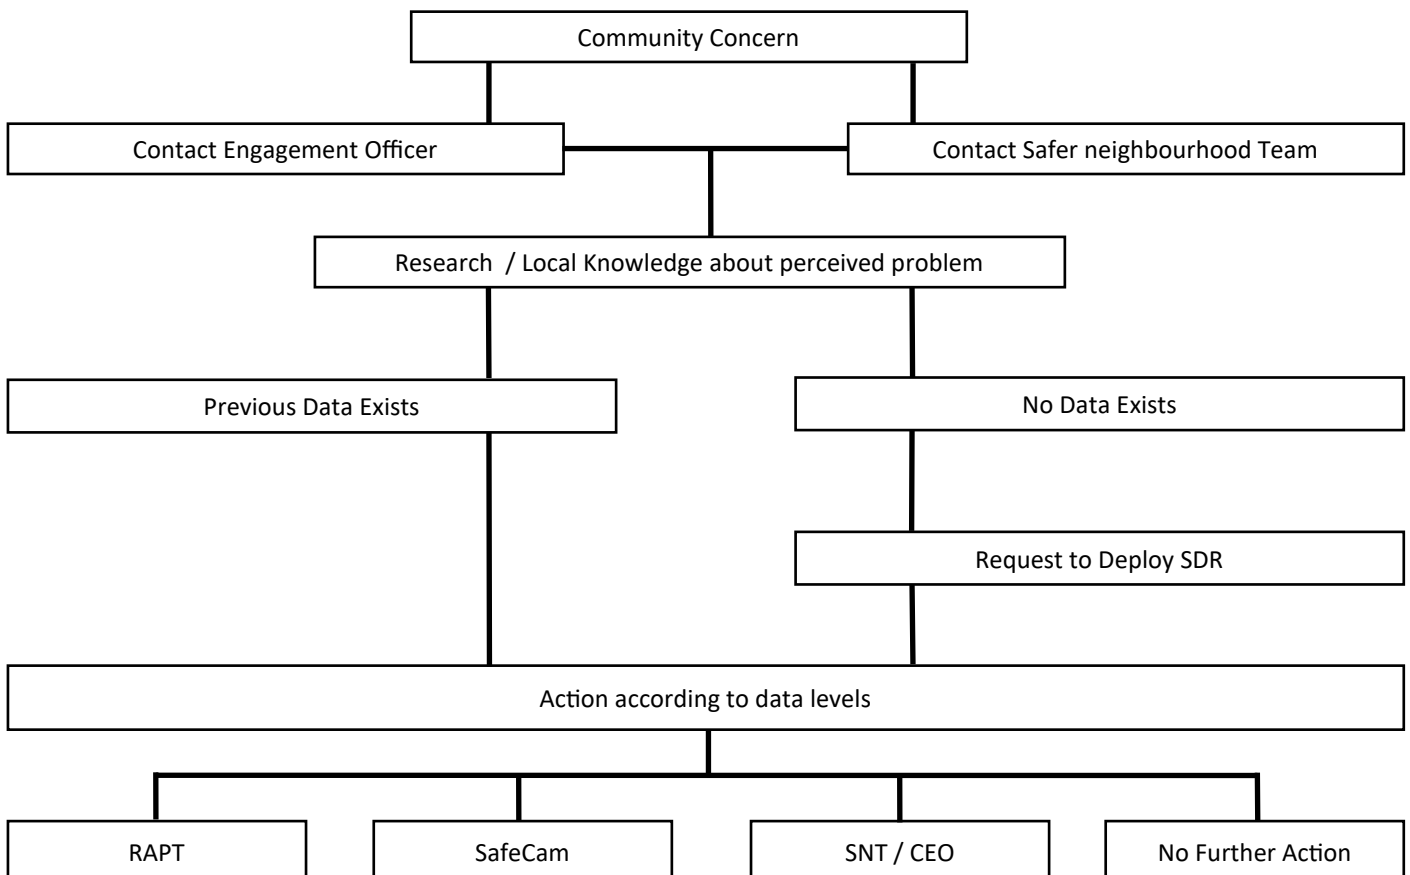 Community Concern
Contact Engagement Officer
Contact Safer neighbourhood Team
Research / Local Knowledge about perceived problem
Previous Data Exists
No Data Exists
Request to Deploy SDR
Action according to data levels
RAPT
SafeCam
SNT / CEO
No Further Action